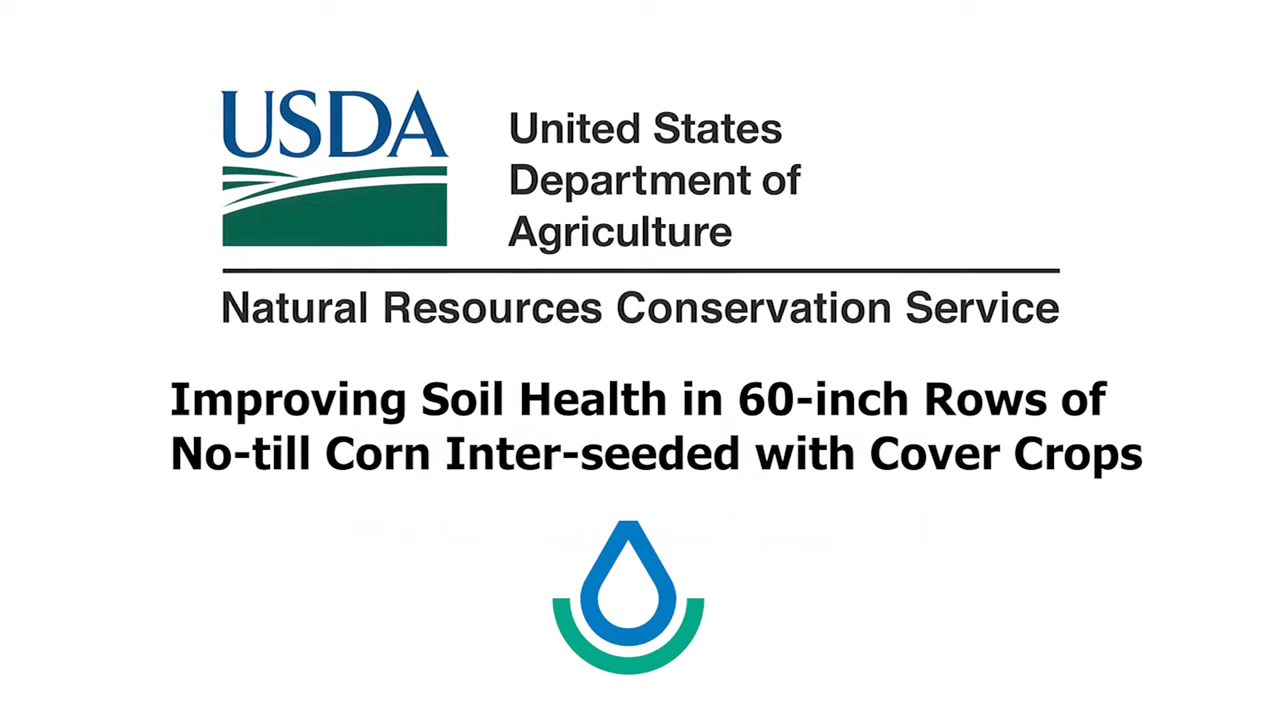 USDA
United States
Department of
Agriculture
Natural Resources Conservation Service
Improving Soil Health in 60-inch Rows of
No-till Corn Inter-seeded with Cover Crops